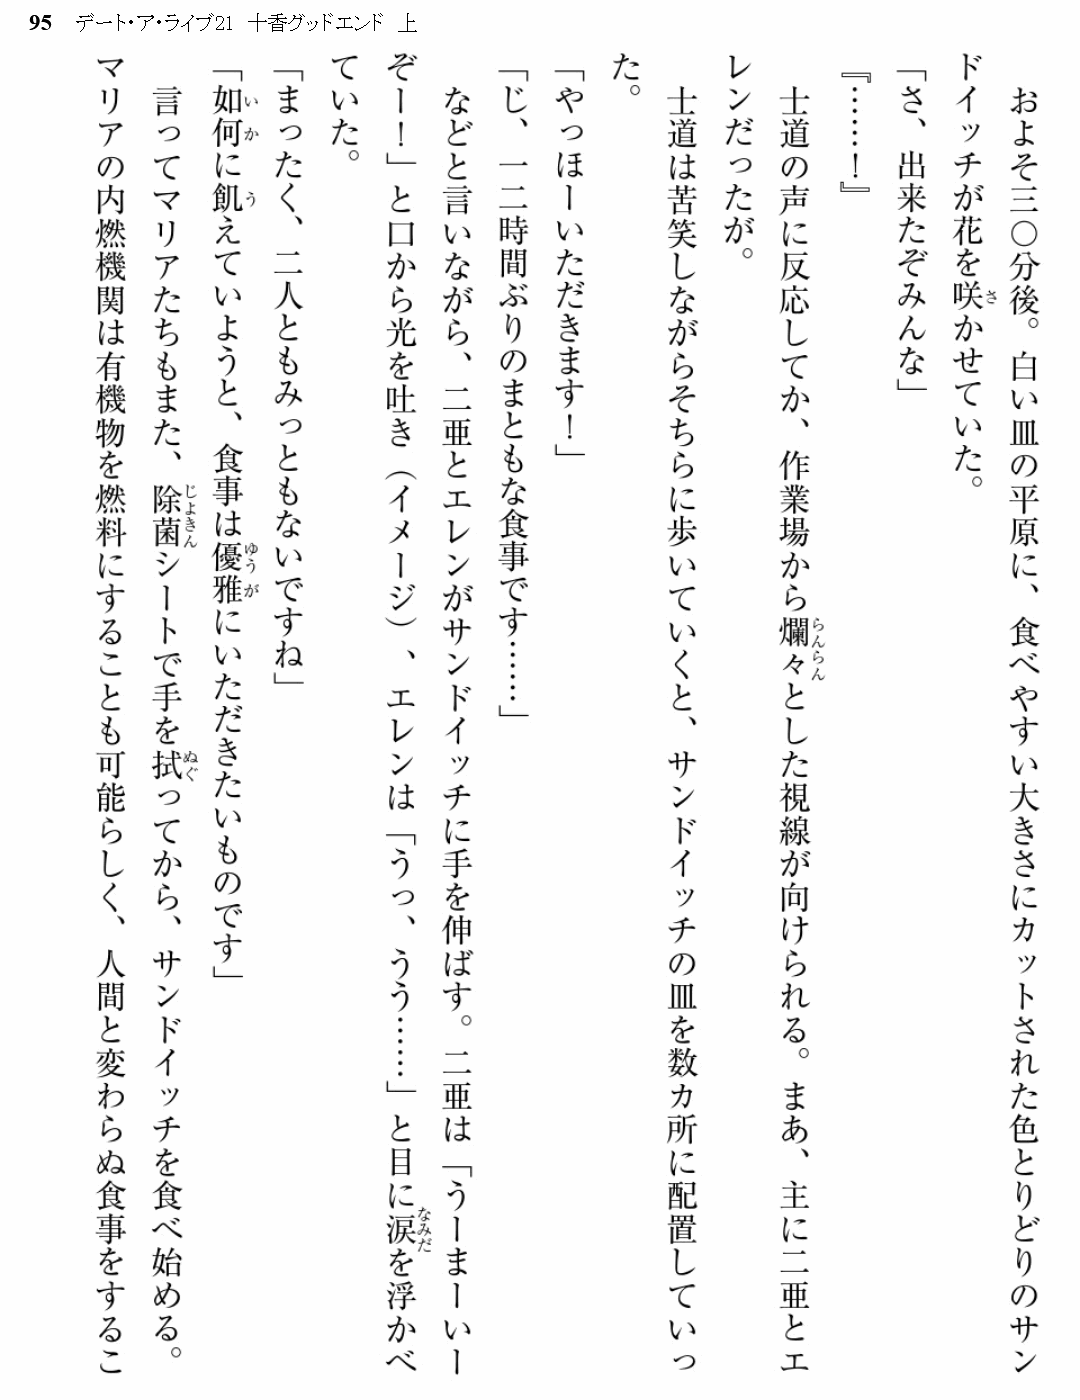 95　デート・ア・ライブ21　十香グッドエンド　上
　およそ三〇分後。白い皿の平原に、食べやすい大きさにカットされた色とりどりのサン
ドイッチが花を咲かせていた。
「さ、出来たぞみんな」
『……！』
　士道の声に反応してか、作業場から爛々とした視線が向けられる。まあ、主に二亜とエ
レンだったが。
　士道は苦笑しながらそちらに歩いていくと、サンドイッチの皿を数カ所に配置していっ
た。
「やっほーいただきます！」
「じ、一二時間ぶりのまともな食事です……」
　などと言いながら、二亜とエレンがサンドイッチに手を伸ばす。二亜は「うーまーいー
ぞー！」と口から光を吐き（イメージ）、エレンは「うっ、うう……」と目に涙を浮かべ
ていた。
「まったく、二人ともみっともないですね」
「如何に飢えていようと、食事は優雅にいただきたいものです」
　言ってマリアたちもまた、除菌シートで手を拭ってから、サンドイッチを食べ始める。
マリアの内燃機関は有機物を燃料にすることも可能らしく、人間と変わらぬ食事をするこ